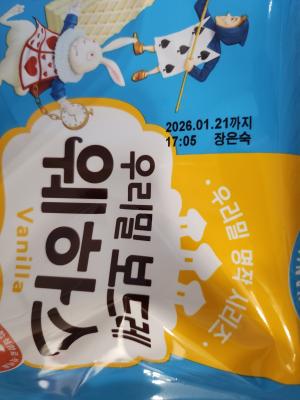 2026.01.21까지
17:05 장은숙
·우리밀 명작 시리즈·
우리밀 보드레
웨하스
Vanilla